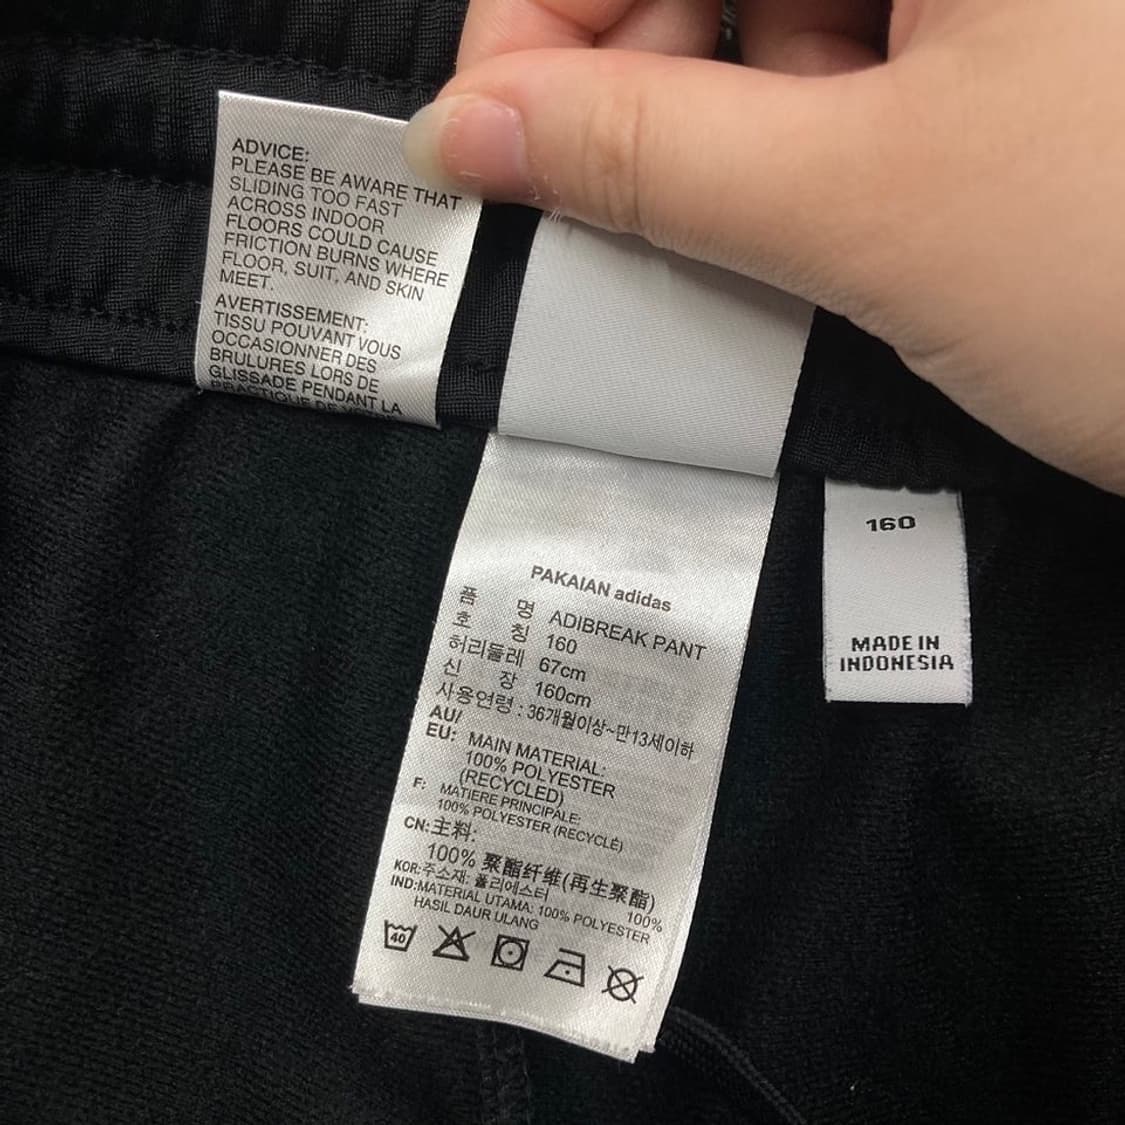 ADVICE:
PLEASE BE AWARE THAT
SLIDING TOO FAST
ACROSS INDOOR
FLOORS COULD CAUSE
FRICTION BURNS WHERE
FLOOR, SUIT, AND SKIN
MEET.
AVERTISSEMENT:
TISSU POUVANT VOUS
OCCASIONNER DES
BRULURES LORS DE
GLISSADE PENDANT LA
PRACTIQUE DE
PAKAIAN adidas
품 명 ADIBREAK PANT
호 칭 160
허리둘레 67cm
신 장 160cm
사용연령 : 36개월이상~만13세이하
AU/
EU: MAIN MATERIAL:
100% POLYESTER
(RECYCLED)
F: MATIERE PRINCIPALE:
100% POLYESTER (RECYCLÉ)
CN:主料:
100% 聚酯纤维(再生聚酯)
KOR:주소재: 폴리에스터 100%
IND:MATERIAL UTAMA: 100% POLYESTER
HASIL DAUR ULANG
40
160
MADE IN
INDONESIA